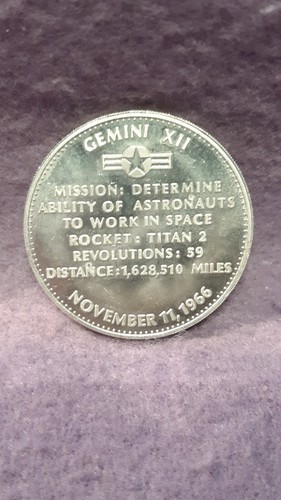 GEMINI XII
MISSION: DETERMINE
ABILITY OF ASTRONAUTS
TO WORK IN SPACE
ROCKET: TITAN 2
REVOLUTIONS: 59
DISTANCE: 1,628,510 MILES
NOVEMBER 11, 1966